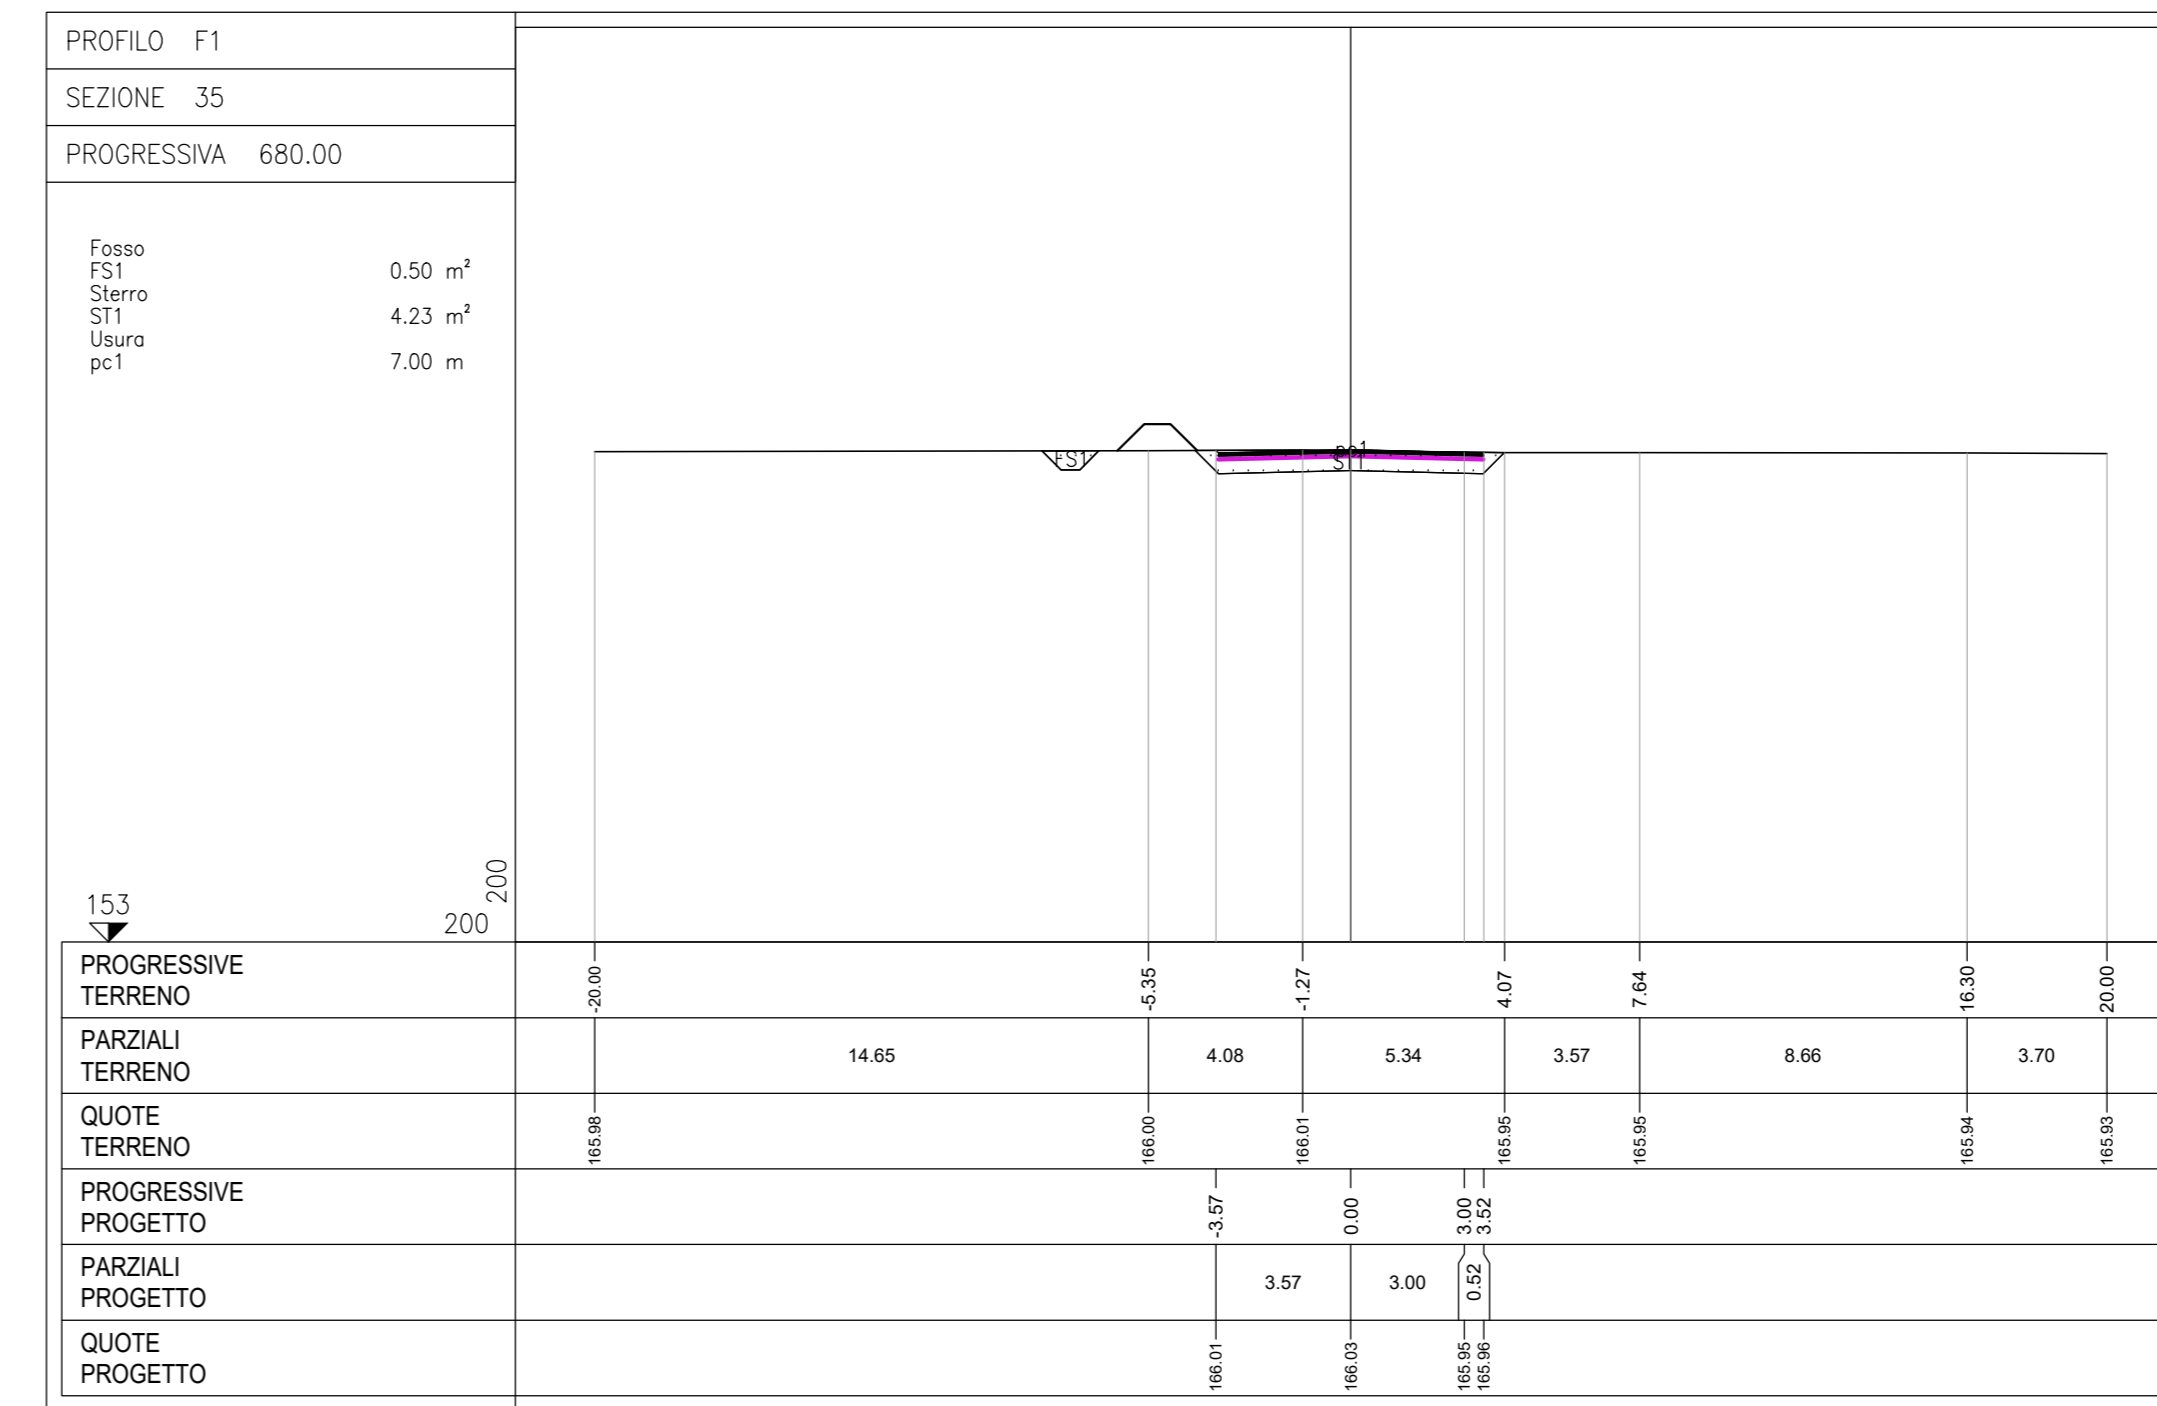 PROFILO F1
SEZIONE 35
PROGRESSIVA 680.00
Fosso
FS1 0.50 m²
Sterro
ST1 4.23 m²
Usura
pc1 7.00 m
FS1
pc1
ST1
153
200
200
PROGRESSIVE
TERRENO
-20.00 -5.35 -1.27 4.07 7.64 16.30 20.00
PARZIALI
TERRENO
14.65 4.08 5.34 3.57 8.66 3.70
QUOTE
TERRENO
165.98 166.00 166.01 165.95 165.95 165.94 165.93
PROGRESSIVE
PROGETTO
-3.57 0.00 3.00 3.52
PARZIALI
PROGETTO
3.57 3.00 0.52
QUOTE
PROGETTO
166.01 166.03 165.95 165.96